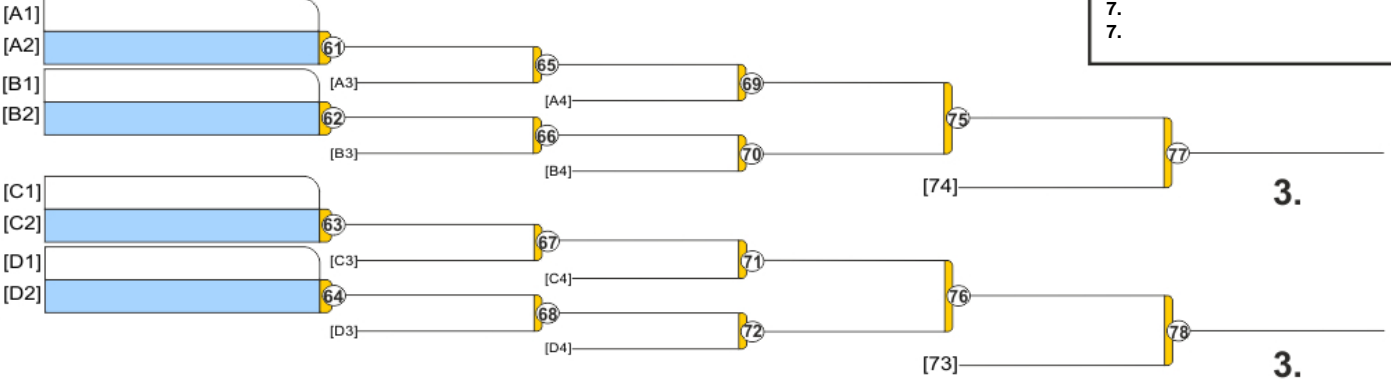 [A1]
7.
7.
[A2]
61
65
[A3]
69
[B1]
[A4]
[B2]
62
75
66
70
77
[B3]
[B4]
[74]
3.
[C1]
[C2]
63
67
[C3]
71
[D1]
[C4]
[D2]
64
76
68
72
78
[D3]
[D4]
[73]
3.